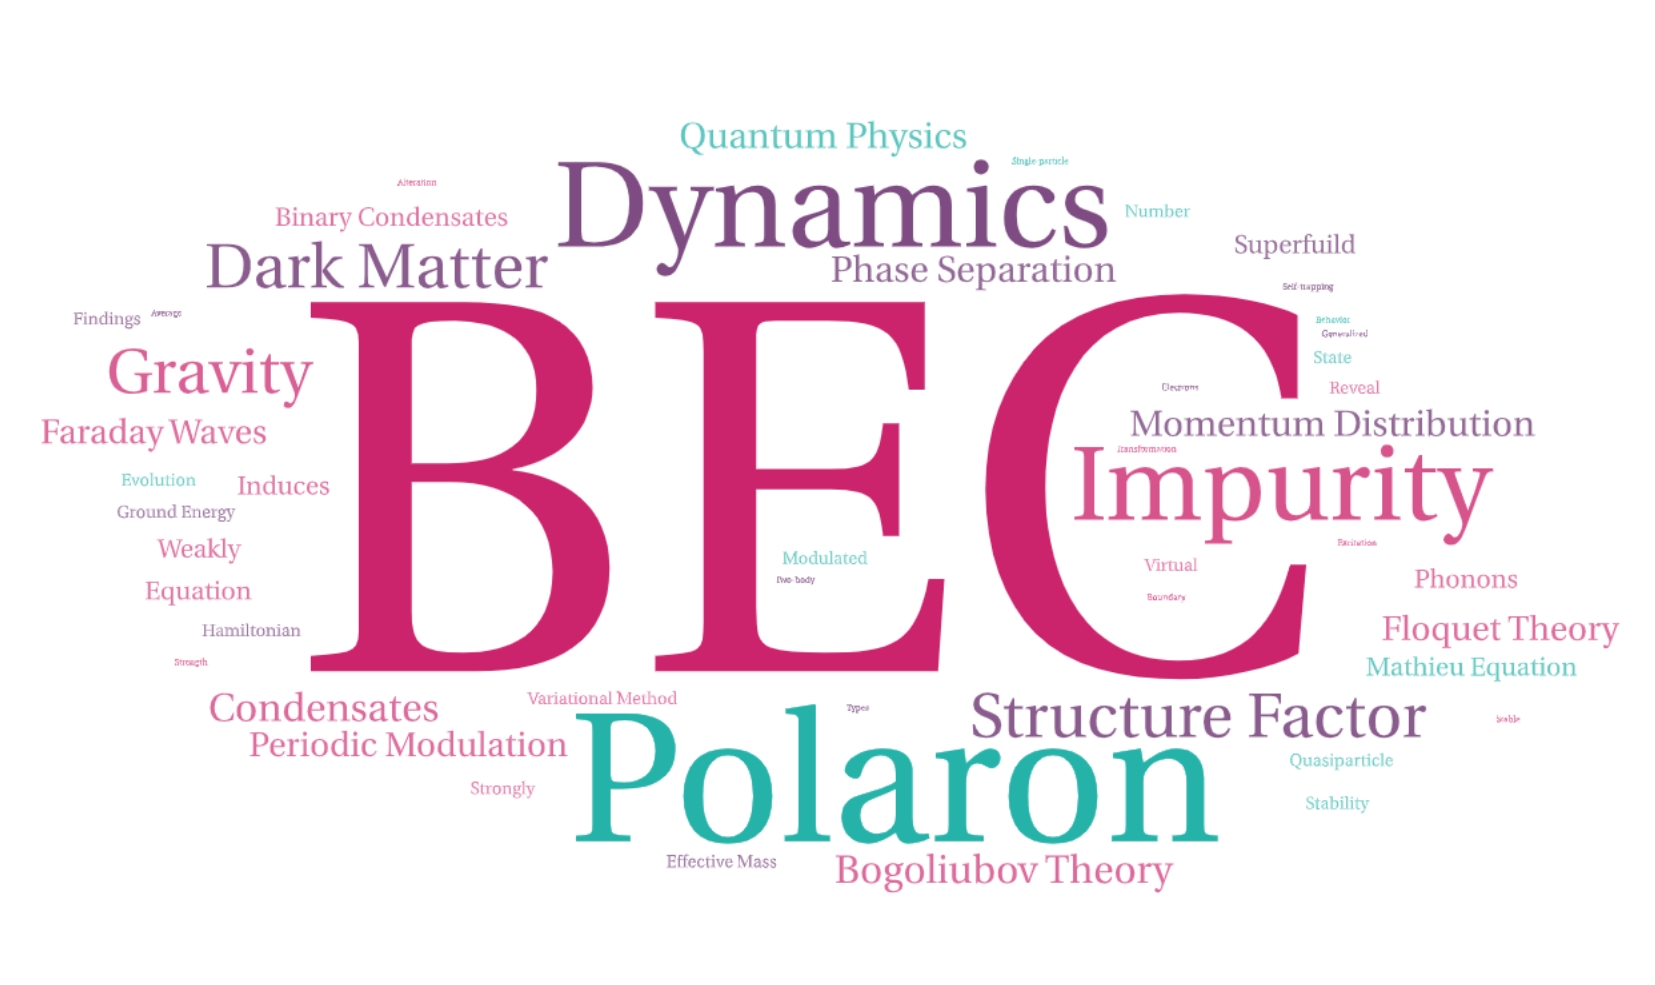 Quantum Physics
Single-particle
Dynamics
Alteration
Number
Binary Condensates
Superfuild
Dark Matter
Phase Separation
Self-trapping
Findings
Average
Behavior
Generalized
BEC
State
Gravity
Reveal
Electrons
Momentum Distribution
Faraday Waves
Transformation
Impurity
Evolution
Induces
Ground Energy
Weakly
Excitation
Modulated
Virtual
Two-body
Phonons
Equation
Boundary
Hamiltonian
Floquet Theory
Strength
Mathieu Equation
Variational Method
Condensates
Types
Structure Factor
Stable
Periodic Modulation
Polaron
Quasiparticle
Strongly
Stability
Effective Mass
Bogoliubov Theory